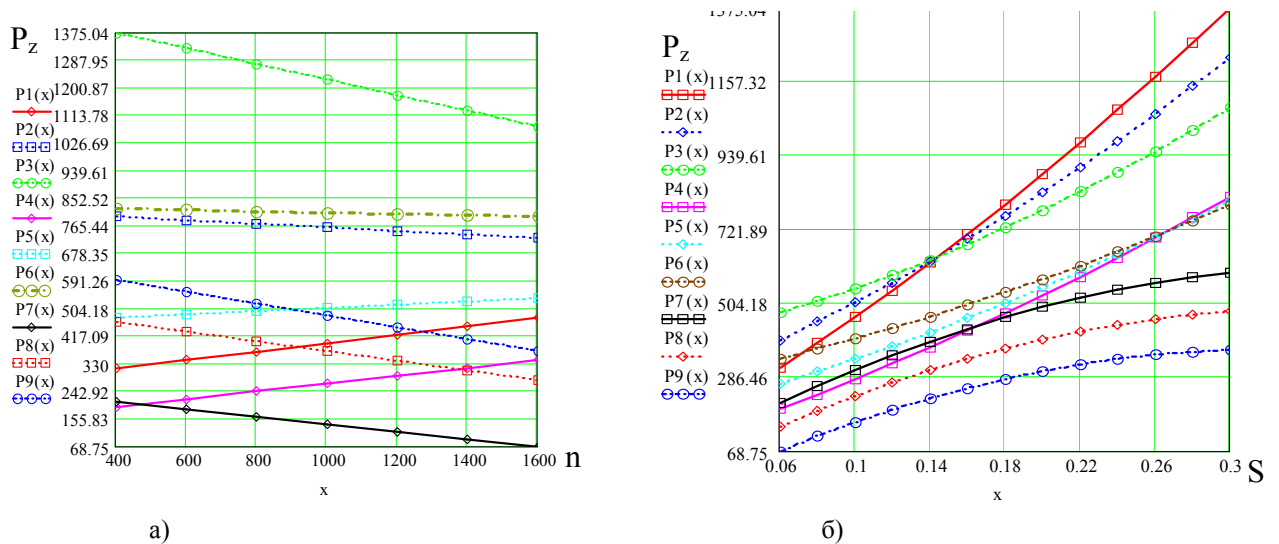 P_z
1375.04
1287.95
1200.87
1113.78
1026.69
939.61
852.52
765.44
678.35
591.26
504.18
417.09
330
242.92
155.83
68.75
P1(x)
P2(x)
P3(x)
P4(x)
P5(x)
P6(x)
P7(x)
P8(x)
P9(x)
400 600 800 1000 1200 1400 1600 n
x
а)
P_z
1375.04
1157.32
939.61
721.89
504.18
286.46
68.75
P1(x)
P2(x)
P3(x)
P4(x)
P5(x)
P6(x)
P7(x)
P8(x)
P9(x)
0.06 0.1 0.14 0.18 0.22 0.26 0.3 S
x
б)